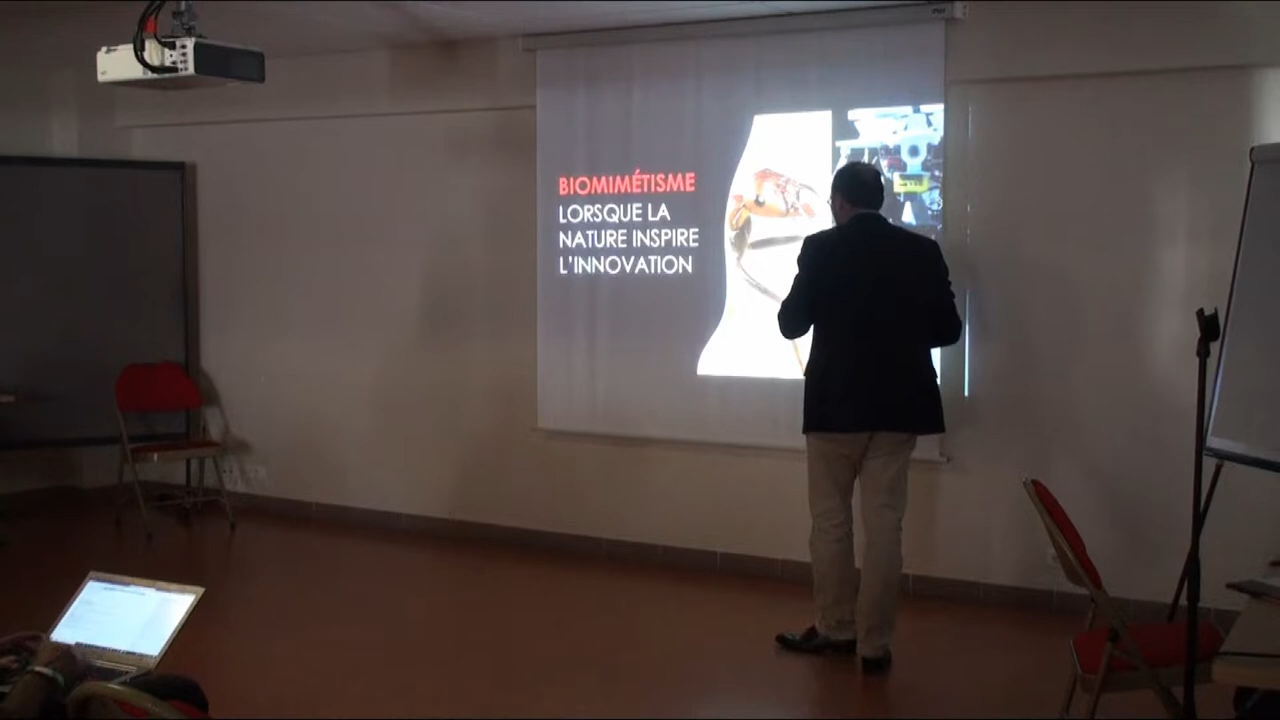 BIOMIMÉTISME
LORSQUE LA
NATURE INSPIRE
L'INNOVATION